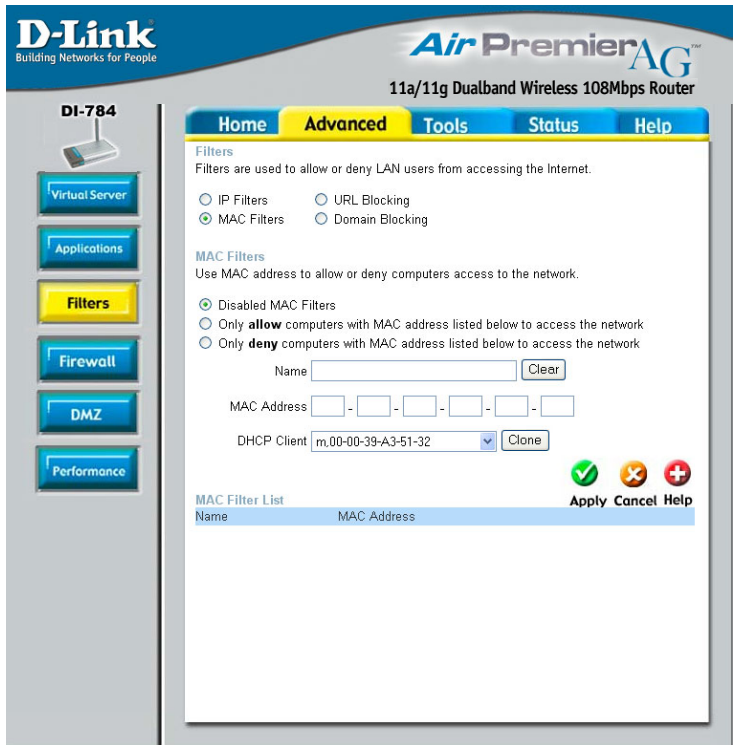 D-Link
Building Networks for People
Air PremierAG™
11a/11g Dualband Wireless 108Mbps Router
DI-784
Home Advanced Tools Status Help
Virtual Server
Applications
Filters
Firewall
DMZ
Performance
Filters
Filters are used to allow or deny LAN users from accessing the Internet.
IP Filters URL Blocking
MAC Filters Domain Blocking
MAC Filters
Use MAC address to allow or deny computers access to the network.
Disabled MAC Filters
Only allow computers with MAC address listed below to access the network
Only deny computers with MAC address listed below to access the network
Name Clear
MAC Address - - - - -
DHCP Client m,00-00-39-A3-51-32 Clone
Apply Cancel Help
MAC Filter List
Name MAC Address